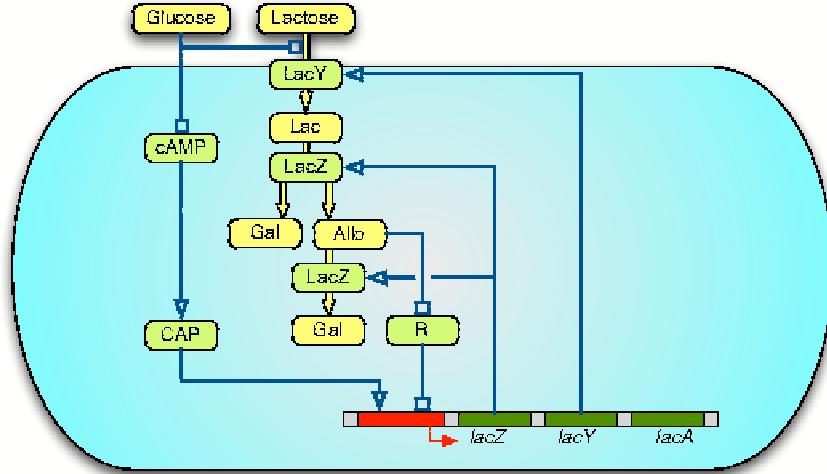 Glucose
Lactose
LacY
Lac
cAMP
LacZ
Gal
Allo
LacZ
CAP
Gal
R
lacZ
lacY
lacA